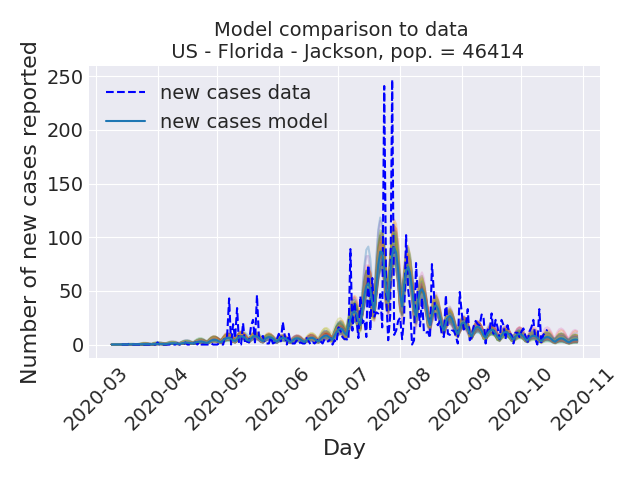 Model comparison to data
US - Florida - Jackson, pop. = 46414
Number of new cases reported
250
200
150
100
50
0
new cases data
new cases model
2020-03
2020-04
2020-05
2020-06
2020-07
2020-08
2020-09
2020-10
2020-11
Day